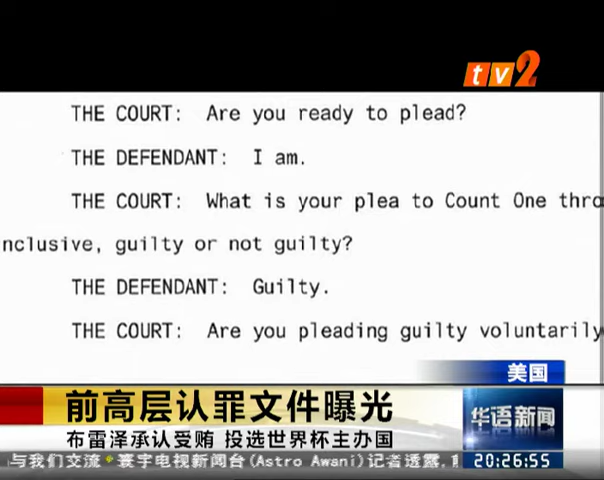 tv2
THE COURT: Are you ready to plead?
THE DEFENDANT: I am.
THE COURT: What is your plea to Count One thro
nclusive, guilty or not guilty?
THE DEFENDANT: Guilty.
THE COURT: Are you pleading guilty voluntarily
美国
前高层认罪文件曝光
华语新闻
布雷泽承认受贿 投选世界杯主办国
与我们交流 寰宇电视新闻台(Astro Awani)记者透露,
20:26:55